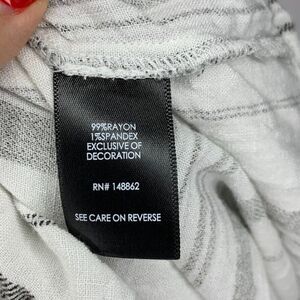 99%RAYON
1%SPANDEX
EXCLUSIVE OF
DECORATION
RN# 148862
SEE CARE ON REVERSE